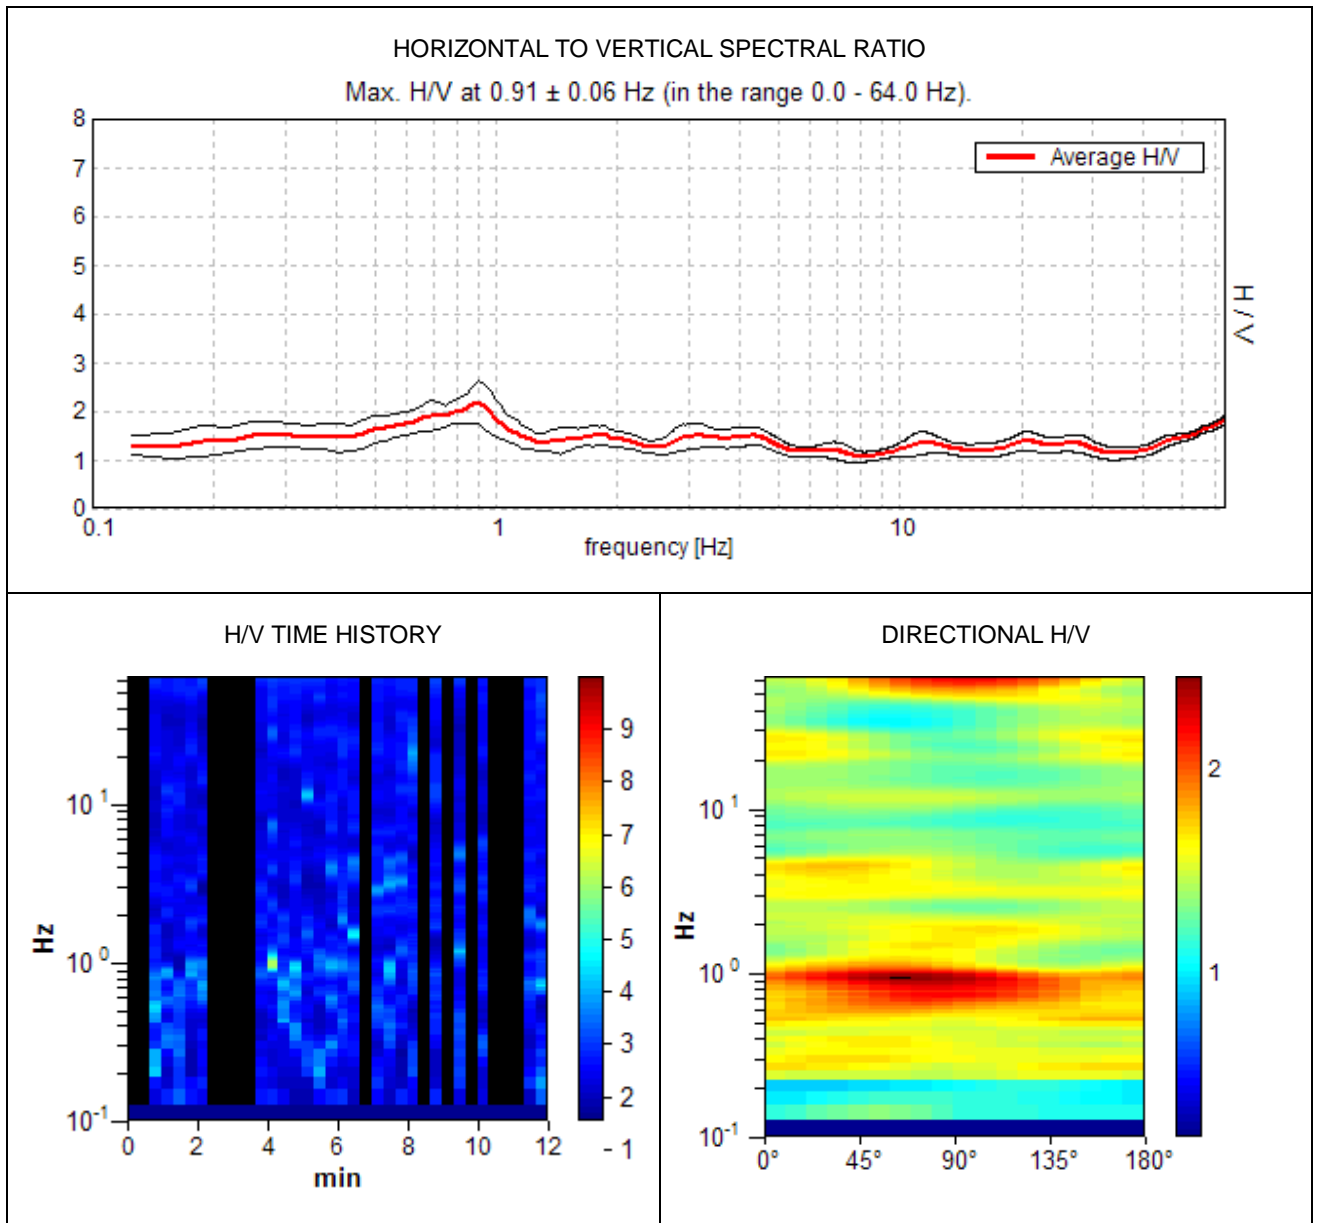 HORIZONTAL TO VERTICAL SPECTRAL RATIO
Max. H/V at 0.91 ± 0.06 Hz (in the range 0.0 - 64.0 Hz).
8
7
6
5
4
3
2
1
0
Average H/V
H / V
0.1 1 10
frequency [Hz]
H/V TIME HISTORY
10^1
10^0
10^-1
Hz
0 2 4 6 8 10 12
min
9
8
7
6
5
4
3
2
- 1
DIRECTIONAL H/V
10^1
10^0
10^-1
Hz
0° 45° 90° 135° 180°
2
1